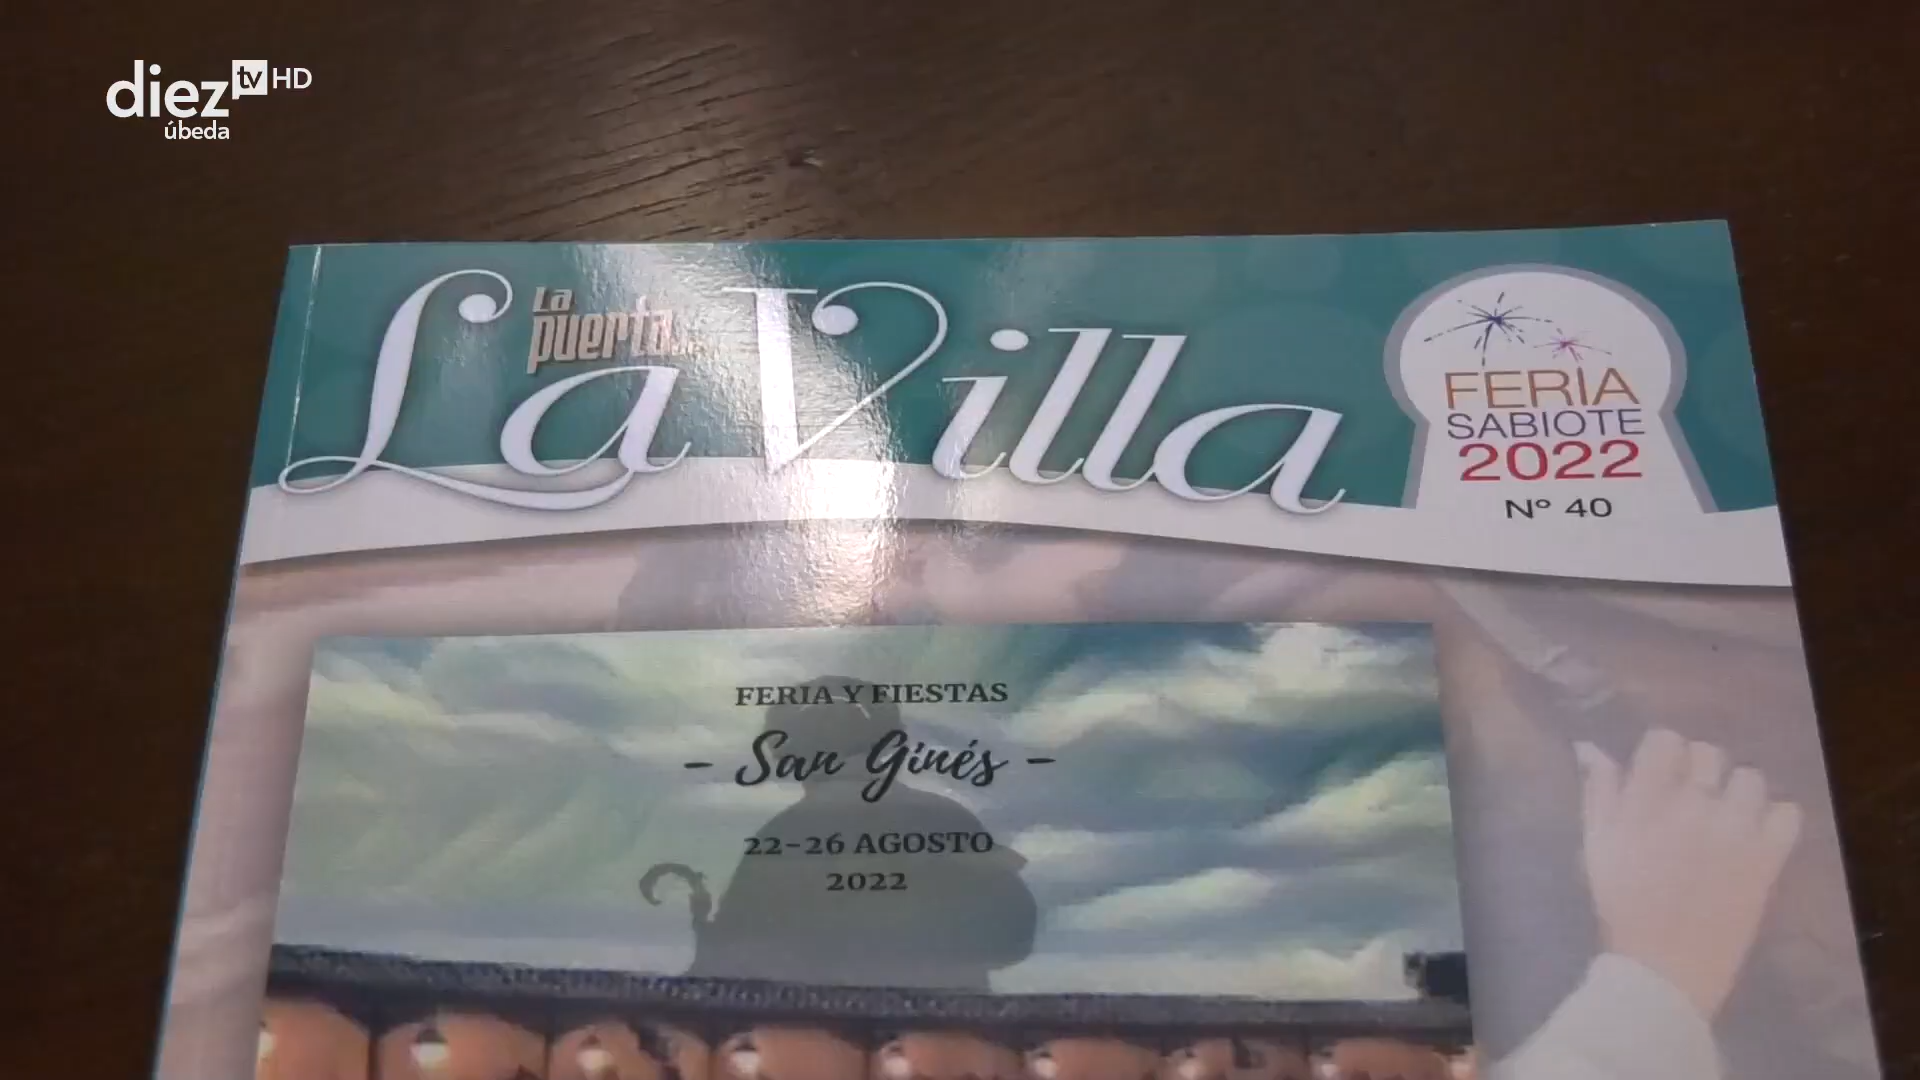 diez tv HD
úbeda
La puerta...
La Villa
FERIA
SABIOTE
2022
Nº 40
FERIA Y FIESTAS
- San Ginés -
22-26 AGOSTO
2022